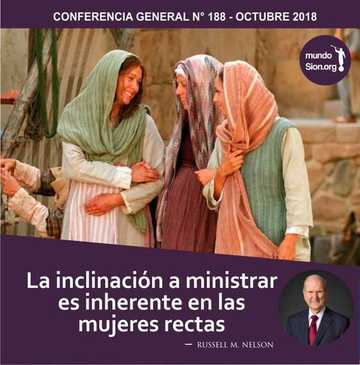 CONFERENCIA GENERAL N° 188 - OCTUBRE 2018
mundo
Sion.org
La inclinación a ministrar
es inherente en las
mujeres rectas
— RUSSELL M. NELSON